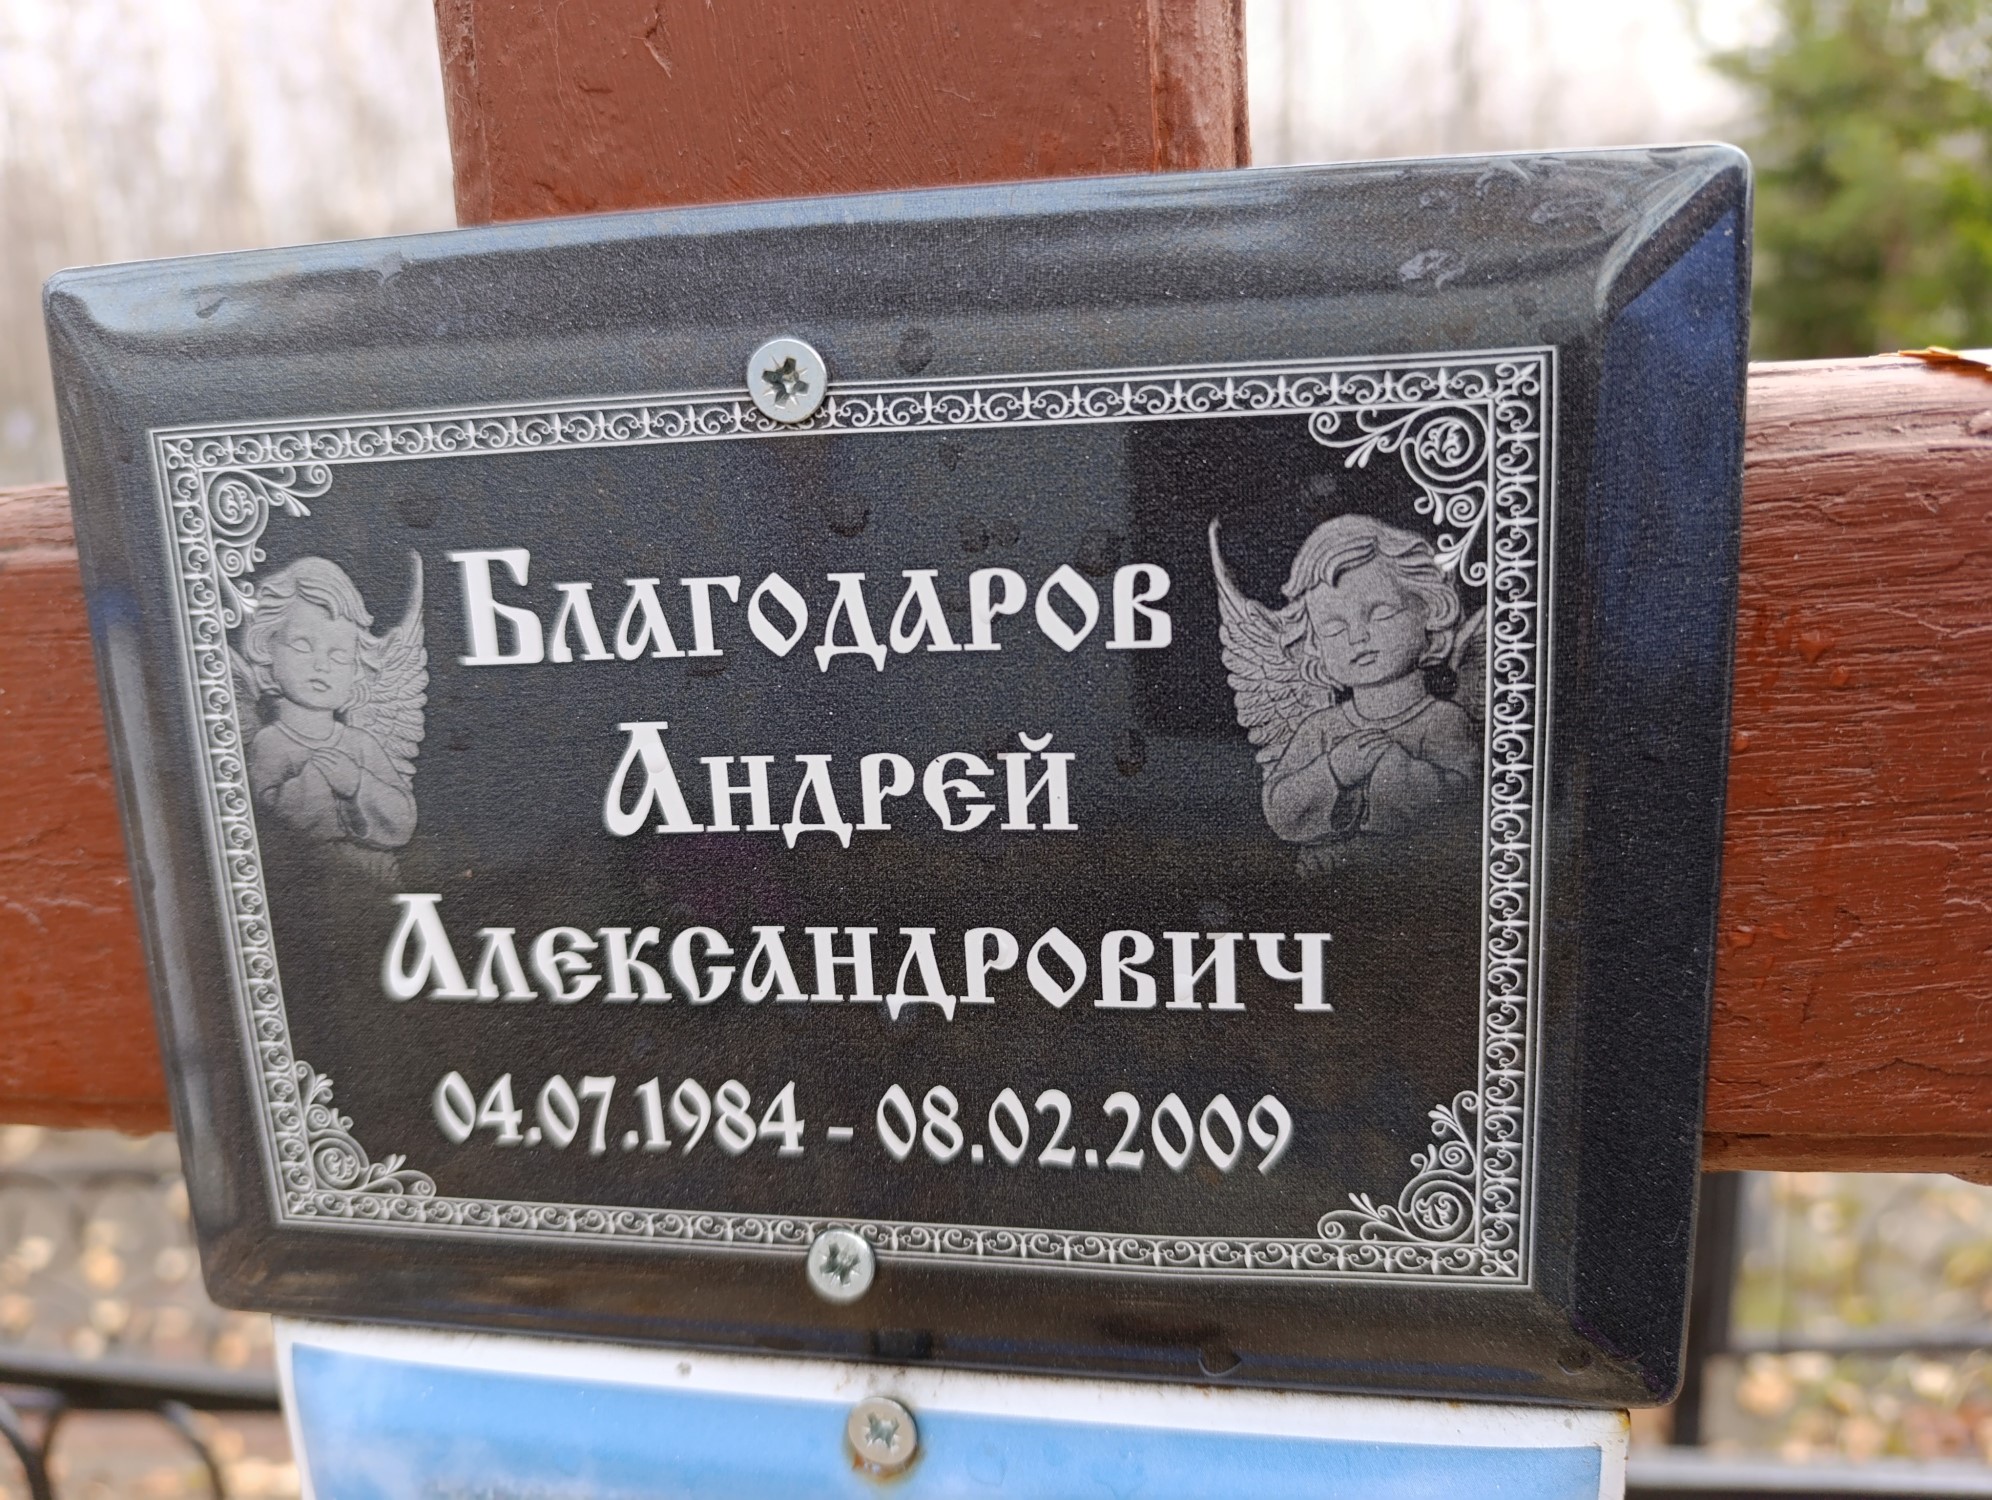 Благодаров
Андрей
Александрович
04.07.1984 - 08.02.2009